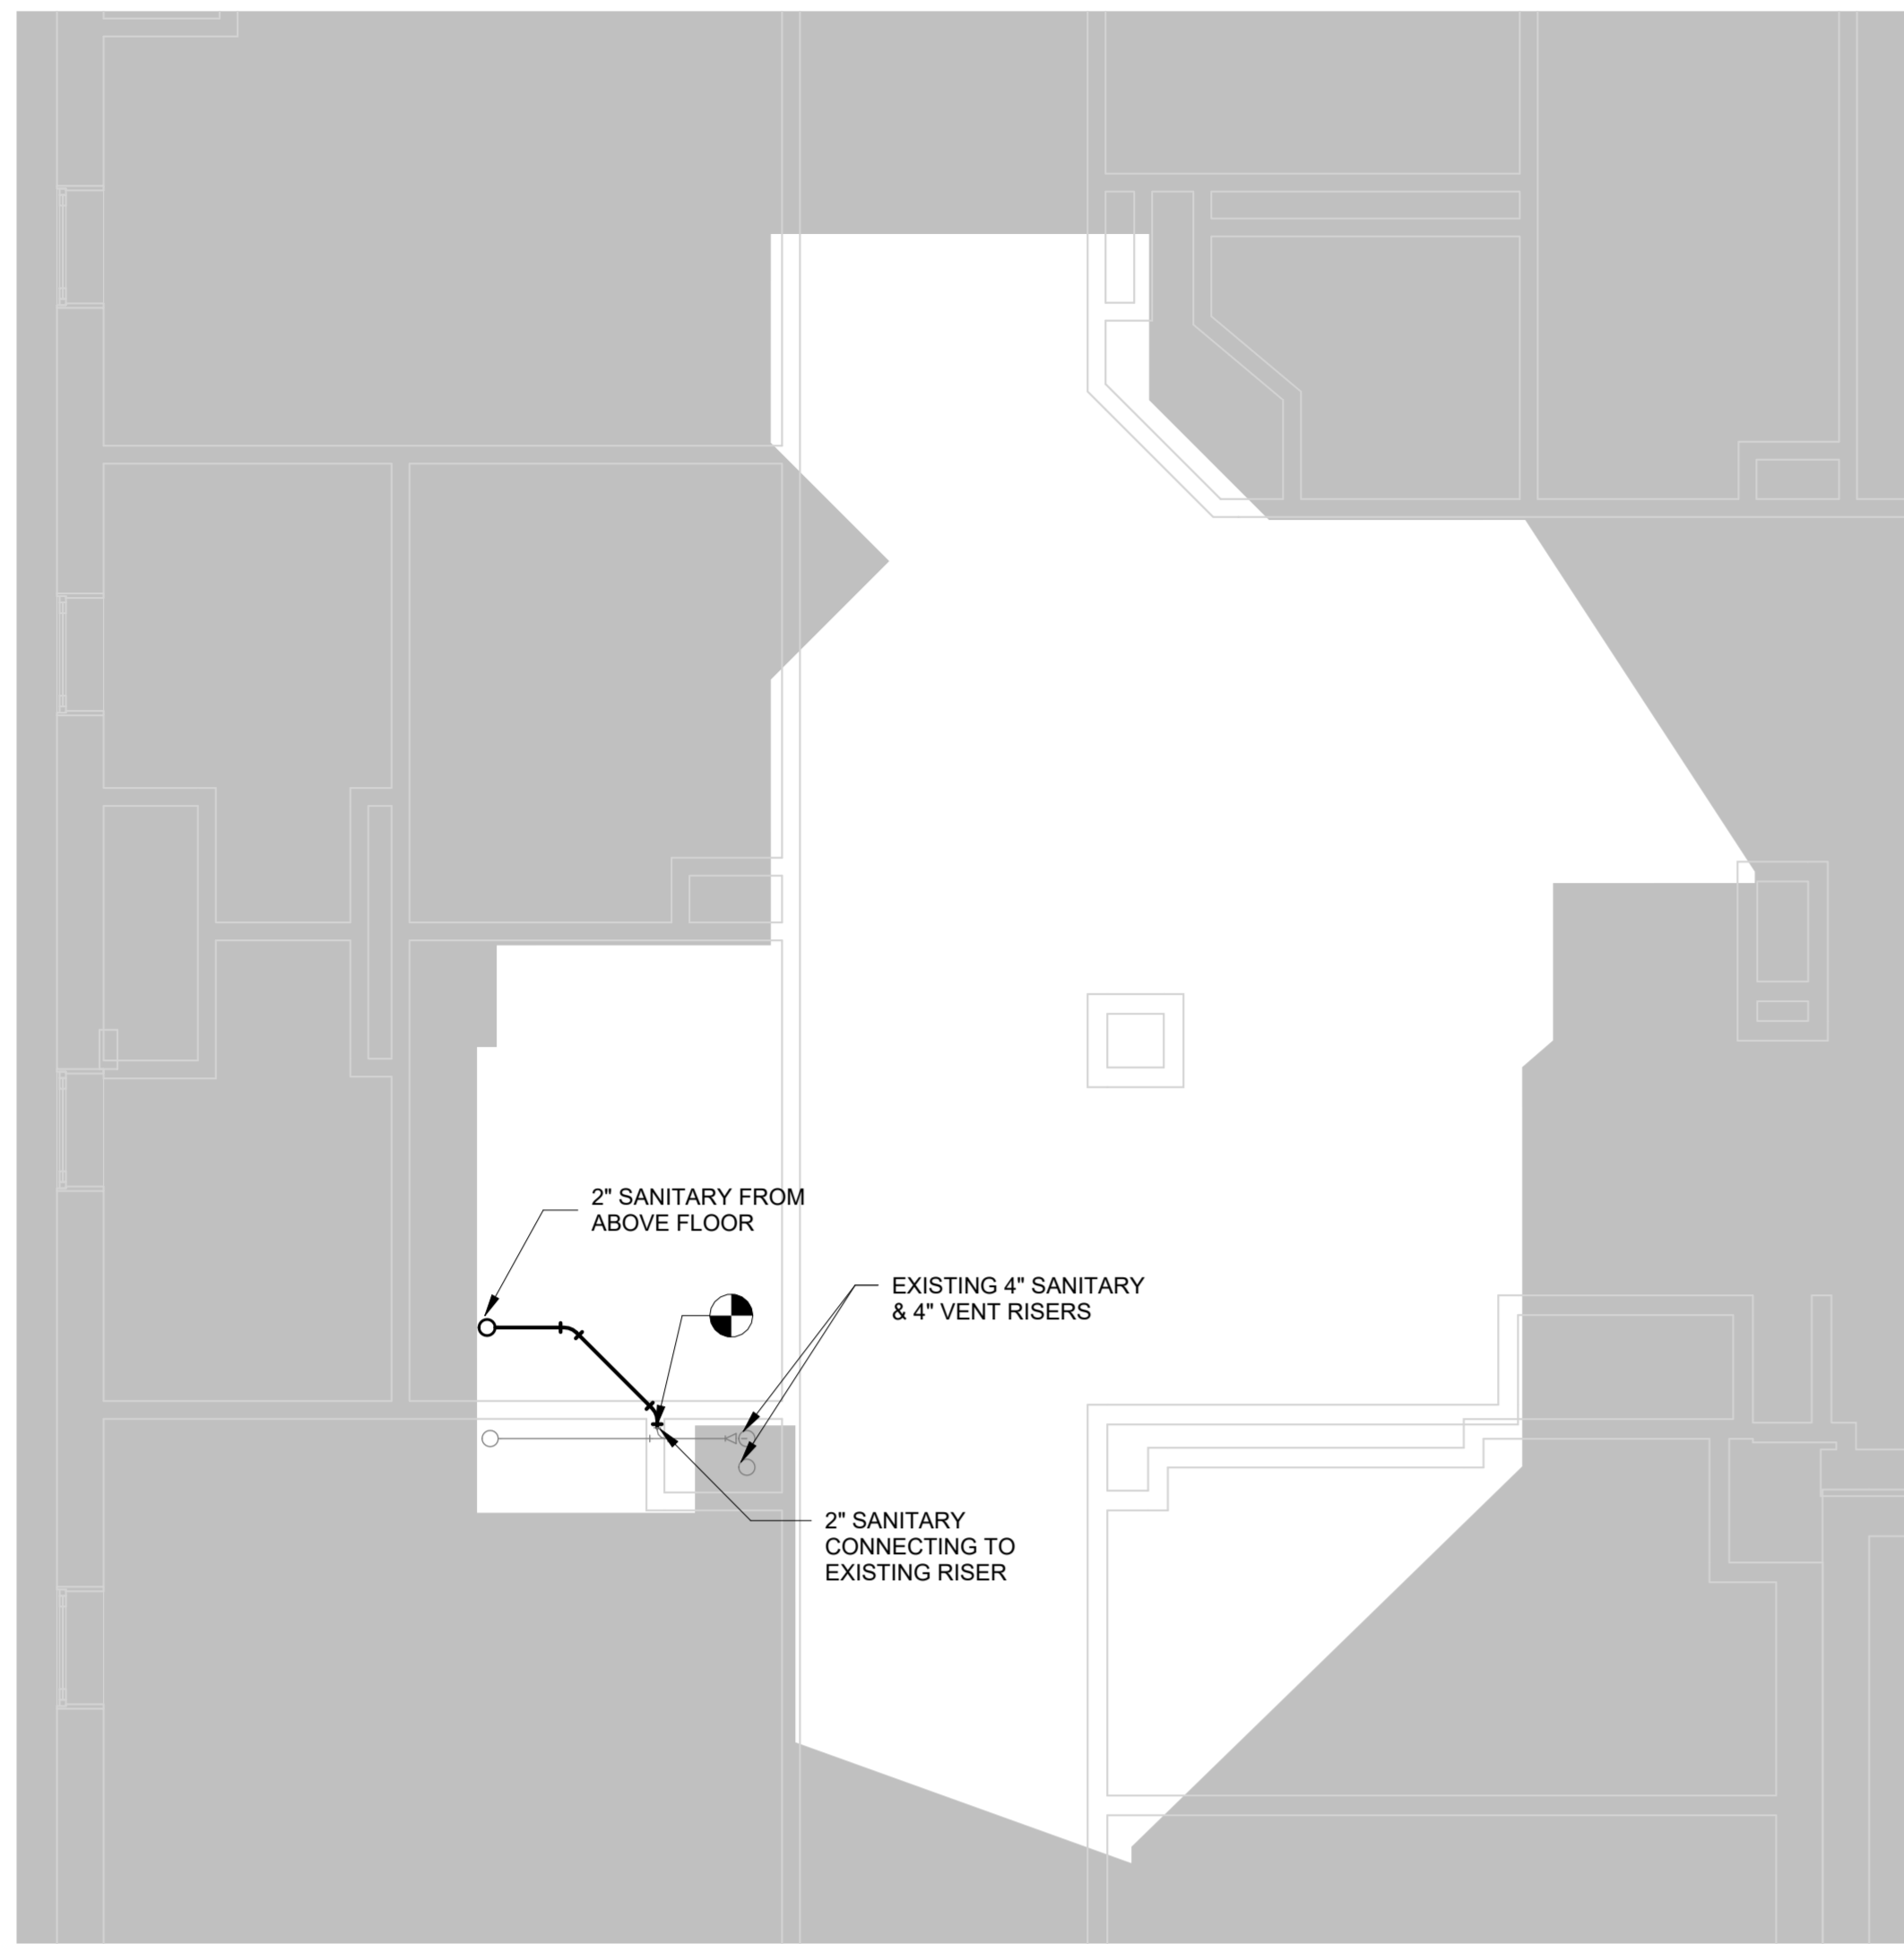 2" SANITARY FROM
ABOVE FLOOR
EXISTING 4" SANITARY
& 4" VENT RISERS
2" SANITARY
CONNECTING TO
EXISTING RISER